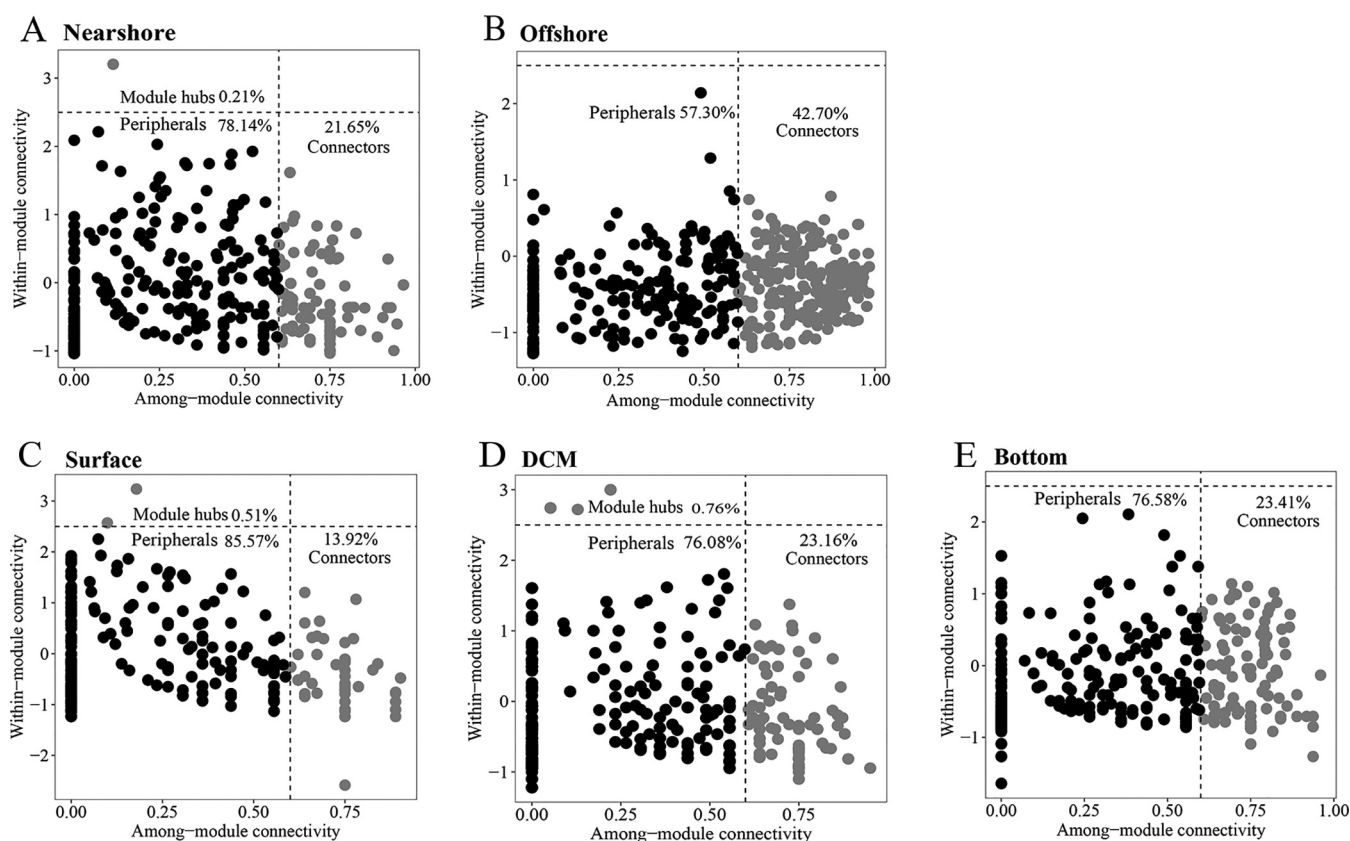 A Nearshore
3
2
1
0
−1
Within−module connectivity
Module hubs 0.21%
Peripherals 78.14%
21.65%
Connectors
0.00 0.25 0.50 0.75 1.00
Among−module connectivity
B Offshore
2
1
0
−1
Within−module connectivity
Peripherals 57.30%
42.70%
Connectors
0.00 0.25 0.50 0.75 1.00
Among−module connectivity
C Surface
3
2
1
0
−1
−2
Within−module connectivity
Module hubs 0.51%
Peripherals 85.57%
13.92%
Connectors
0.00 0.25 0.50 0.75
Among−module connectivity
D DCM
3
2
1
0
−1
Within−module connectivity
Module hubs 0.76%
Peripherals 76.08%
23.16%
Connectors
0.00 0.25 0.50 0.75
Among−module connectivity
E Bottom
2
1
0
−1
Within−module connectivity
Peripherals 76.58%
23.41%
Connectors
0.00 0.25 0.50 0.75 1.00
Among−module connectivity